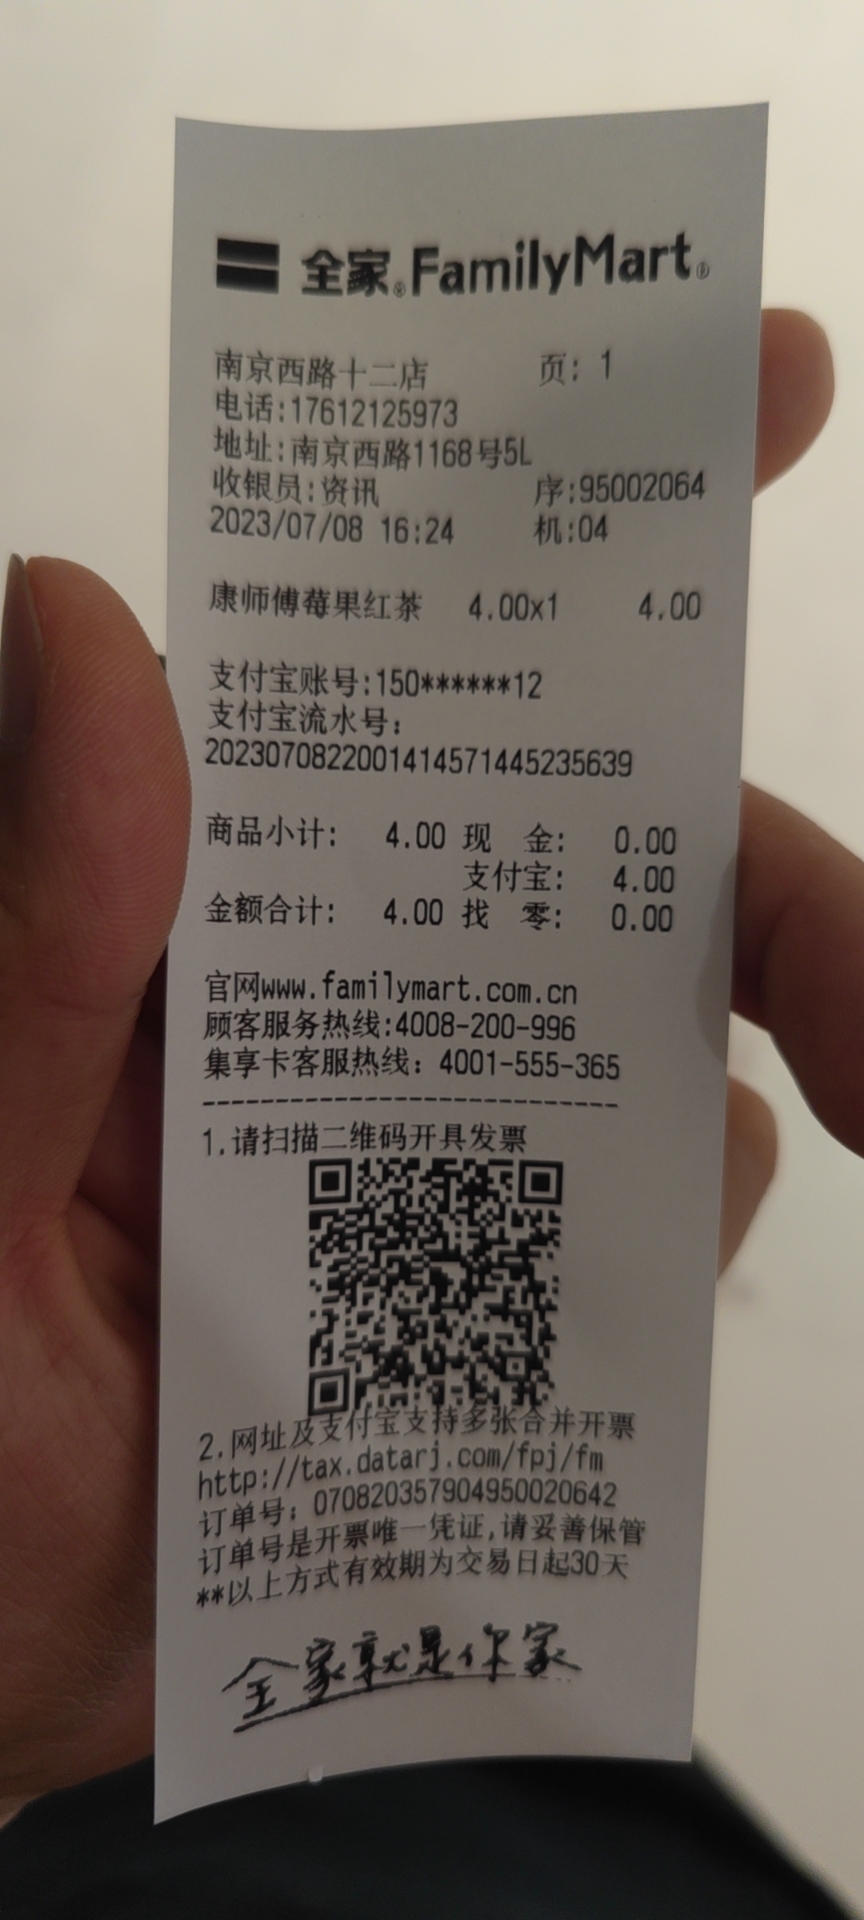 全家®FamilyMart®
南京西路十二店 页: 1
电话:17612125973
地址:南京西路1168号5L
收银员:资讯 序:95002064
2023/07/08 16:24 机:04
康师傅莓果红茶 4.00x1 4.00
支付宝账号:150******12
支付宝流水号:
2023070822001414571445235639
商品小计: 4.00 现 金: 0.00
支付宝: 4.00
金额合计: 4.00 找 零: 0.00
官网www.familymart.com.cn
顾客服务热线:4008-200-996
集享卡客服热线: 4001-555-365
----------------------------
1.请扫描二维码开具发票
2.网址及支付宝支持多张合并开票
http://tax.datarj.com/fpj/fm
订单号: 070820357904950020642
订单号是开票唯一凭证,请妥善保管
**以上方式有效期为交易日起30天
全家就是你家